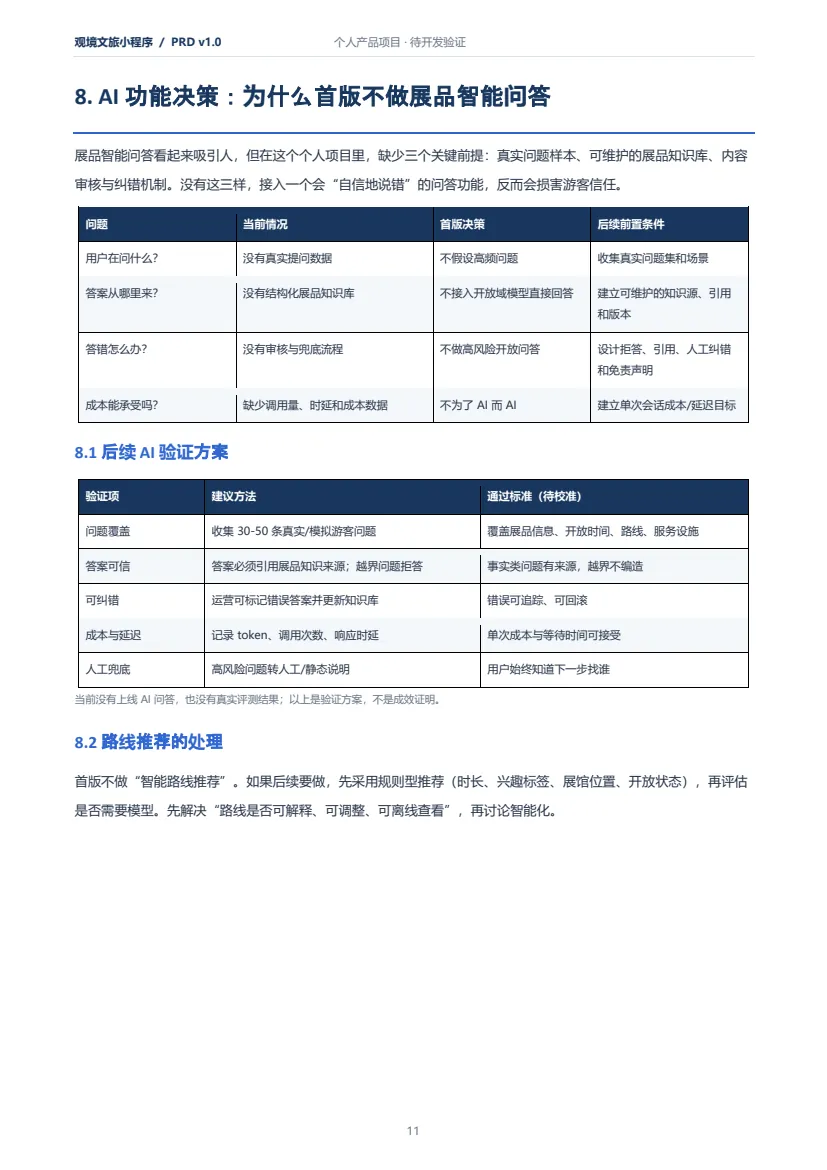 观境文旅小程序 / PRD v1.0 个人产品项目 · 待开发验证
8. AI 功能决策：为什么首版不做展品智能问答
展品智能问答看起来吸引人，但在这个个人项目里，缺少三个关键前提：真实问题样本、可维护的展品知识库、内容
审核与纠错机制。没有这三样，接入一个会“自信地说错”的问答功能，反而会损害游客信任。
问题 当前情况 首版决策 后续前置条件
用户在问什么？ 没有真实提问数据 不假设高频问题 收集真实问题集和场景
答案从哪里来？ 没有结构化展品知识库 不接入开放域模型直接回答 建立可维护的知识源、引用
和版本
答错怎么办？ 没有审核与兜底流程 不做高风险开放问答 设计拒答、引用、人工纠错
和免责声明
成本能承受吗？ 缺少调用量、时延和成本数据 不为了 AI 而 AI 建立单次会话成本/延迟目标
8.1 后续 AI 验证方案
验证项 建议方法 通过标准（待校准）
问题覆盖 收集 30-50 条真实/模拟游客问题 覆盖展品信息、开放时间、路线、服务设施
答案可信 答案必须引用展品知识来源；越界问题拒答 事实类问题有来源，越界不编造
可纠错 运营可标记错误答案并更新知识库 错误可追踪、可回滚
成本与延迟 记录 token、调用次数、响应时延 单次成本与等待时间可接受
人工兜底 高风险问题转人工/静态说明 用户始终知道下一步找谁
当前没有上线 AI 问答，也没有真实评测结果；以上是验证方案，不是成效证明。
8.2 路线推荐的处理
首版不做“智能路线推荐”。如果后续要做，先采用规则型推荐（时长、兴趣标签、展馆位置、开放状态），再评估
是否需要模型。先解决“路线是否可解释、可调整、可离线查看”，再讨论智能化。
11